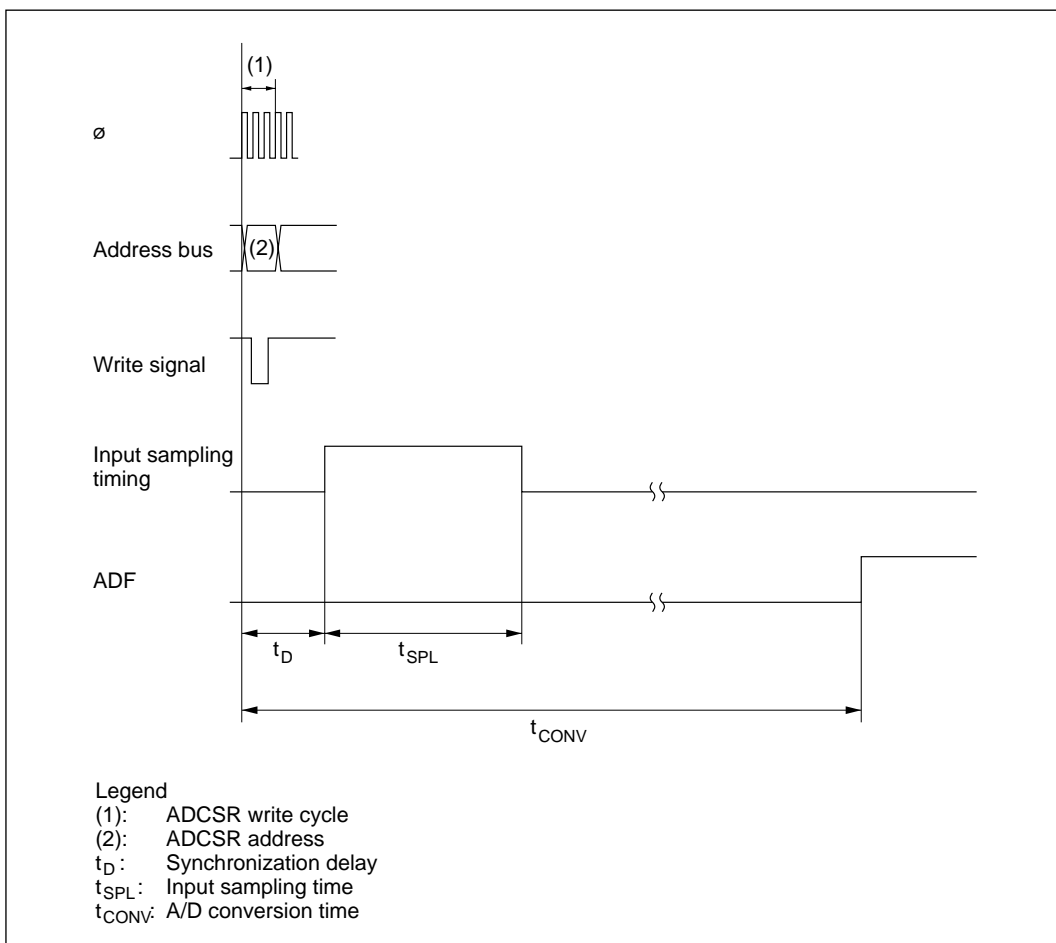 (1)
ø
Address bus
(2)
Write signal
Input sampling
timing
ADF
tD
tSPL
tCONV
Legend
(1): ADCSR write cycle
(2): ADCSR address
tD: Synchronization delay
tSPL: Input sampling time
tCONV: A/D conversion time